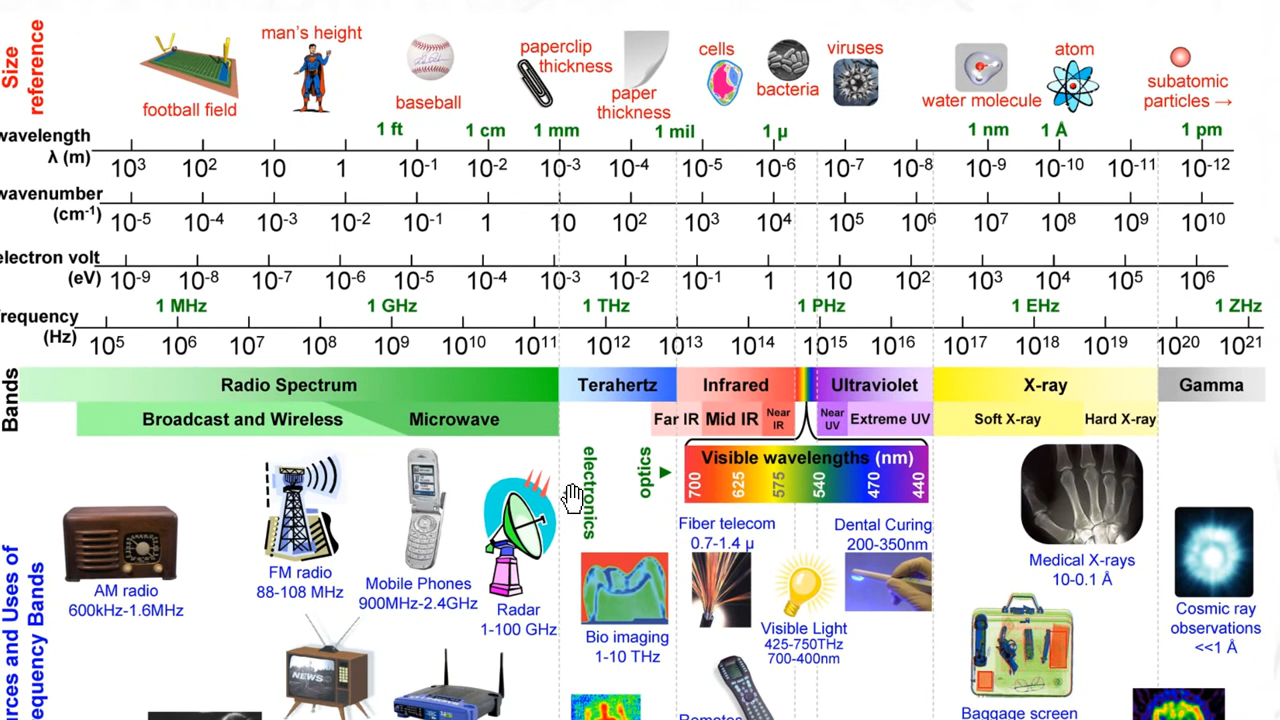 Size
reference
football field
man's height
baseball
paperclip
thickness
paper
thickness
cells
bacteria
viruses
water molecule
atom
subatomic
particles →
wavelength
λ (m)
1 ft
1 cm
1 mm
1 mil
1 µ
1 nm
1 Å
1 pm
10³ 10² 10 1 10⁻¹ 10⁻² 10⁻³ 10⁻⁴ 10⁻⁵ 10⁻⁶ 10⁻⁷ 10⁻⁸ 10⁻⁹ 10⁻¹⁰ 10⁻¹¹ 10⁻¹²
wavenumber
(cm⁻¹)
10⁻⁵ 10⁻⁴ 10⁻³ 10⁻² 10⁻¹ 1 10 10² 10³ 10⁴ 10⁵ 10⁶ 10⁷ 10⁸ 10⁹ 10¹⁰
electron volt
(eV)
10⁻⁹ 10⁻⁸ 10⁻⁷ 10⁻⁶ 10⁻⁵ 10⁻⁴ 10⁻³ 10⁻² 10⁻¹ 1 10 10² 10³ 10⁴ 10⁵ 10⁶
1 MHz
1 GHz
1 THz
1 PHz
1 EHz
1 ZHz
requency
(Hz)
10⁵ 10⁶ 10⁷ 10⁸ 10⁹ 10¹⁰ 10¹¹ 10¹² 10¹³ 10¹⁴ 10¹⁵ 10¹⁶ 10¹⁷ 10¹⁸ 10¹⁹ 10²⁰ 10²¹
Bands
Radio Spectrum
Terahertz
Infrared
Ultraviolet
X-ray
Gamma
Broadcast and Wireless
Microwave
Far IR
Mid IR
Near
IR
Near
UV
Extreme UV
Soft X-ray
Hard X-ray
electronics
optics
Visible wavelengths (nm)
700
625
575
540
470
440
urces and Uses of
equency Bands
AM radio
600kHz-1.6MHz
FM radio
88-108 MHz
Mobile Phones
900MHz-2.4GHz
Radar
1-100 GHz
Bio imaging
1-10 THz
Fiber telecom
0.7-1.4 µ
Visible Light
425-750THz
700-400nm
Dental Curing
200-350nm
Medical X-rays
10-0.1 Å
Cosmic ray
observations
<<1 Å
NEWS
Remotes
Baggage screen